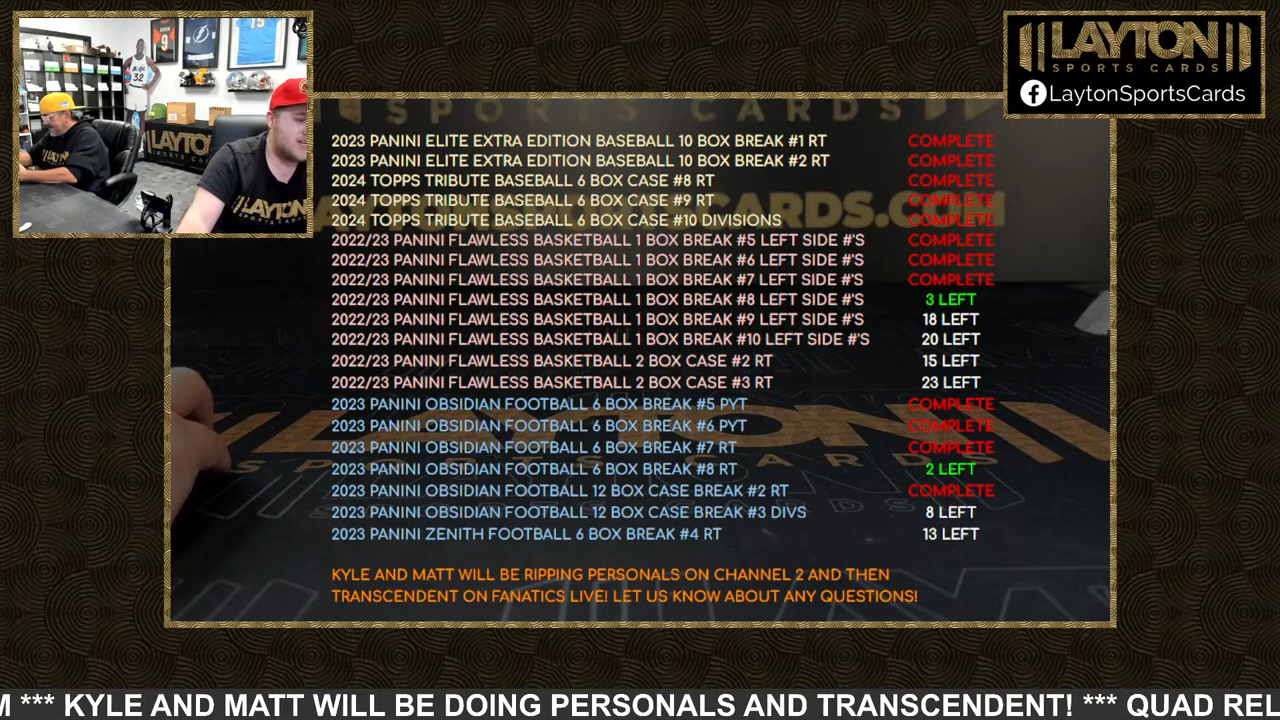 LAYTON
SPORTS CARDS
LaytonSportsCards
9
15
32
LAYTON
SPORTS CARDS
LAYTON
SPORTS CARDS
2023 PANINI ELITE EXTRA EDITION BASEBALL 10 BOX BREAK #1 RT COMPLETE
2023 PANINI ELITE EXTRA EDITION BASEBALL 10 BOX BREAK #2 RT COMPLETE
2024 TOPPS TRIBUTE BASEBALL 6 BOX CASE #8 RT COMPLETE
2024 TOPPS TRIBUTE BASEBALL 6 BOX CASE #9 RT COMPLETE
2024 TOPPS TRIBUTE BASEBALL 6 BOX CASE #10 DIVISIONS COMPLETE
2022/23 PANINI FLAWLESS BASKETBALL 1 BOX BREAK #5 LEFT SIDE #'S COMPLETE
2022/23 PANINI FLAWLESS BASKETBALL 1 BOX BREAK #6 LEFT SIDE #'S COMPLETE
2022/23 PANINI FLAWLESS BASKETBALL 1 BOX BREAK #7 LEFT SIDE #'S COMPLETE
2022/23 PANINI FLAWLESS BASKETBALL 1 BOX BREAK #8 LEFT SIDE #'S 3 LEFT
2022/23 PANINI FLAWLESS BASKETBALL 1 BOX BREAK #9 LEFT SIDE #'S 18 LEFT
2022/23 PANINI FLAWLESS BASKETBALL 1 BOX BREAK #10 LEFT SIDE #'S 20 LEFT
2022/23 PANINI FLAWLESS BASKETBALL 2 BOX CASE #2 RT 15 LEFT
2022/23 PANINI FLAWLESS BASKETBALL 2 BOX CASE #3 RT 23 LEFT
2023 PANINI OBSIDIAN FOOTBALL 6 BOX BREAK #5 PYT COMPLETE
2023 PANINI OBSIDIAN FOOTBALL 6 BOX BREAK #6 PYT COMPLETE
2023 PANINI OBSIDIAN FOOTBALL 6 BOX BREAK #7 RT COMPLETE
2023 PANINI OBSIDIAN FOOTBALL 6 BOX BREAK #8 RT 2 LEFT
2023 PANINI OBSIDIAN FOOTBALL 12 BOX CASE BREAK #2 RT COMPLETE
2023 PANINI OBSIDIAN FOOTBALL 12 BOX CASE BREAK #3 DIVS 8 LEFT
2023 PANINI ZENITH FOOTBALL 6 BOX BREAK #4 RT 13 LEFT
KYLE AND MATT WILL BE RIPPING PERSONALS ON CHANNEL 2 AND THEN
TRANSCENDENT ON FANATICS LIVE! LET US KNOW ABOUT ANY QUESTIONS!
M *** KYLE AND MATT WILL BE DOING PERSONALS AND TRANSCENDENT! *** QUAD REL